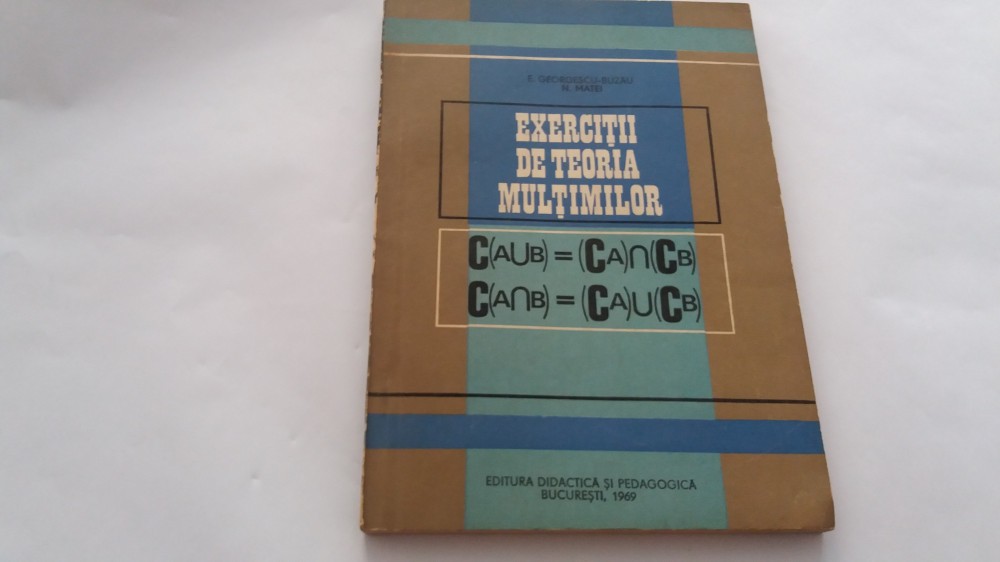 E. GEORGESCU-BUZĂU
N. MATEI
EXERCIȚII
DE TEORIA
MULȚIMILOR
C(A∪B) = (CA)∩(CB)
C(A∩B) = (CA)∪(CB)
EDITURA DIDACTICĂ ȘI PEDAGOGICĂ
BUCUREȘTI, 1969